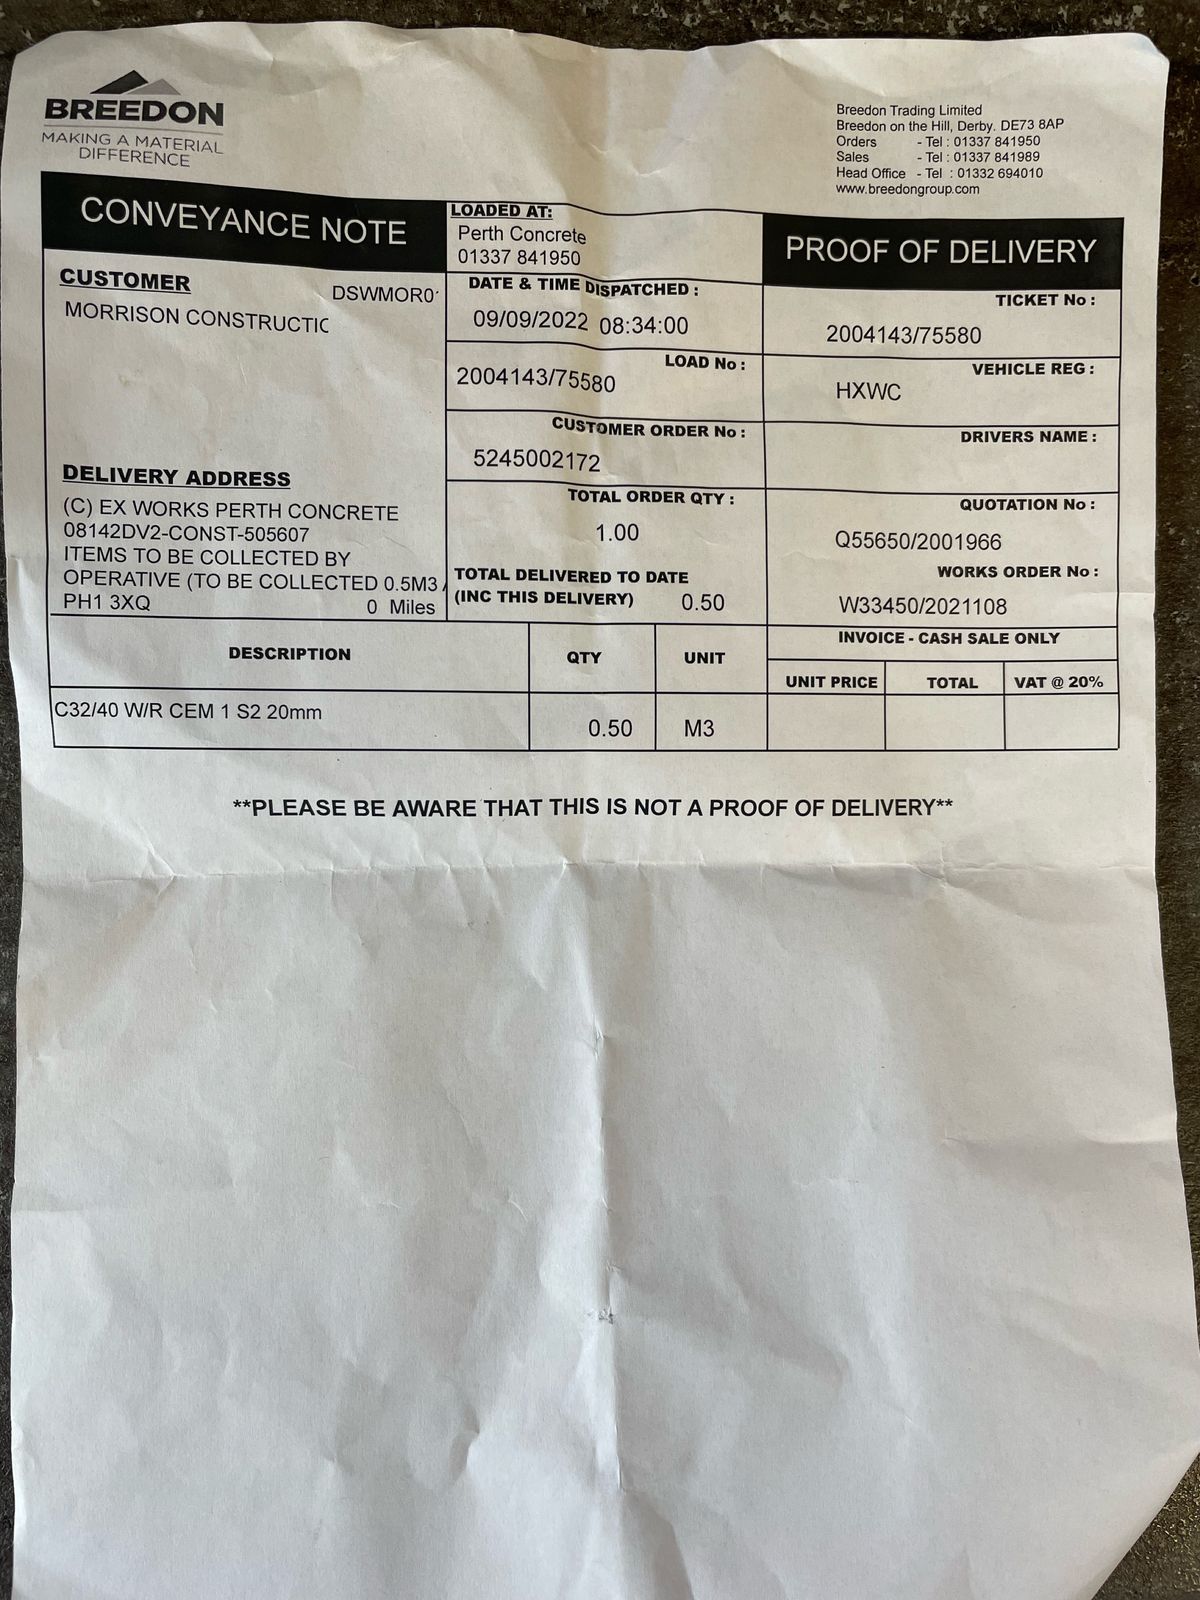 BREEDON
MAKING A MATERIAL
DIFFERENCE
Breedon Trading Limited
Breedon on the Hill, Derby. DE73 8AP
Orders - Tel : 01337 841950
Sales - Tel : 01337 841989
Head Office - Tel : 01332 694010
www.breedongroup.com
CONVEYANCE NOTE
CUSTOMER
DSWMOR0
MORRISON CONSTRUCTIC
DELIVERY ADDRESS
(C) EX WORKS PERTH CONCRETE
08142DV2-CONST-505607
ITEMS TO BE COLLECTED BY
OPERATIVE (TO BE COLLECTED 0.5M3 /
PH1 3XQ 0 Miles
LOADED AT:
Perth Concrete
01337 841950
DATE & TIME DISPATCHED :
09/09/2022 08:34:00
LOAD No :
2004143/75580
CUSTOMER ORDER No :
5245002172
TOTAL ORDER QTY :
1.00
TOTAL DELIVERED TO DATE
(INC THIS DELIVERY) 0.50
PROOF OF DELIVERY
TICKET No :
2004143/75580
VEHICLE REG :
HXWC
DRIVERS NAME :
QUOTATION No :
Q55650/2001966
WORKS ORDER No :
W33450/2021108
INVOICE - CASH SALE ONLY
DESCRIPTION QTY UNIT UNIT PRICE TOTAL VAT @ 20%
C32/40 W/R CEM 1 S2 20mm 0.50 M3
**PLEASE BE AWARE THAT THIS IS NOT A PROOF OF DELIVERY**